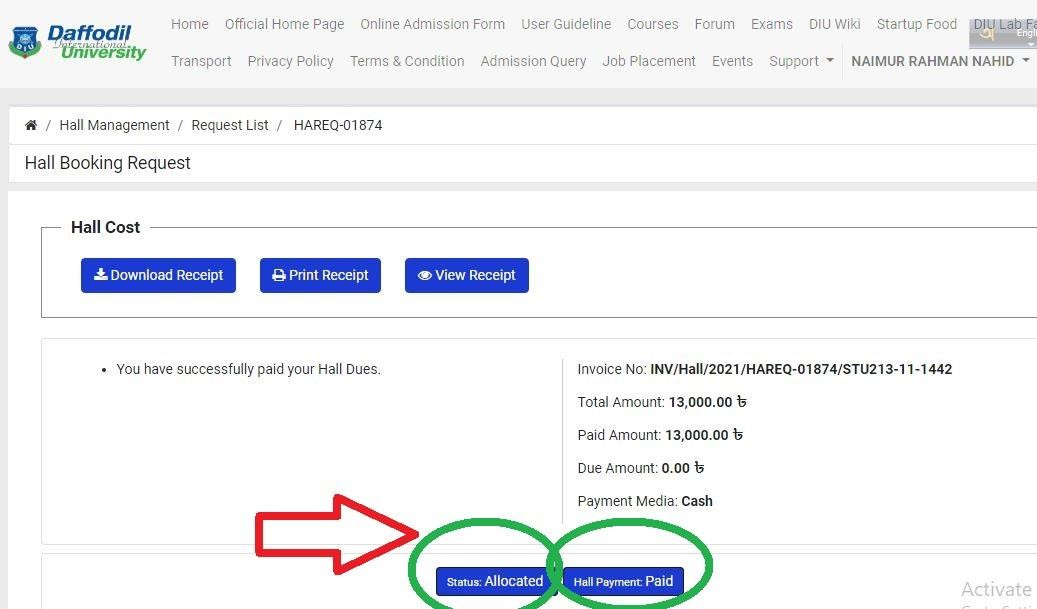 Daffodil
International
University
Home Official Home Page Online Admission Form User Guideline Courses Forum Exams DIU Wiki Startup Food DIU Lab Fa
অ Engli
Transport Privacy Policy Terms & Condition Admission Query Job Placement Events Support NAIMUR RAHMAN NAHID
/ Hall Management / Request List / HAREQ-01874
Hall Booking Request
Hall Cost
Download Receipt Print Receipt View Receipt
• You have successfully paid your Hall Dues.
Invoice No: INV/Hall/2021/HAREQ-01874/STU213-11-1442
Total Amount: 13,000.00 ৳
Paid Amount: 13,000.00 ৳
Due Amount: 0.00 ৳
Payment Media: Cash
Status: Allocated Hall Payment: Paid
Activate